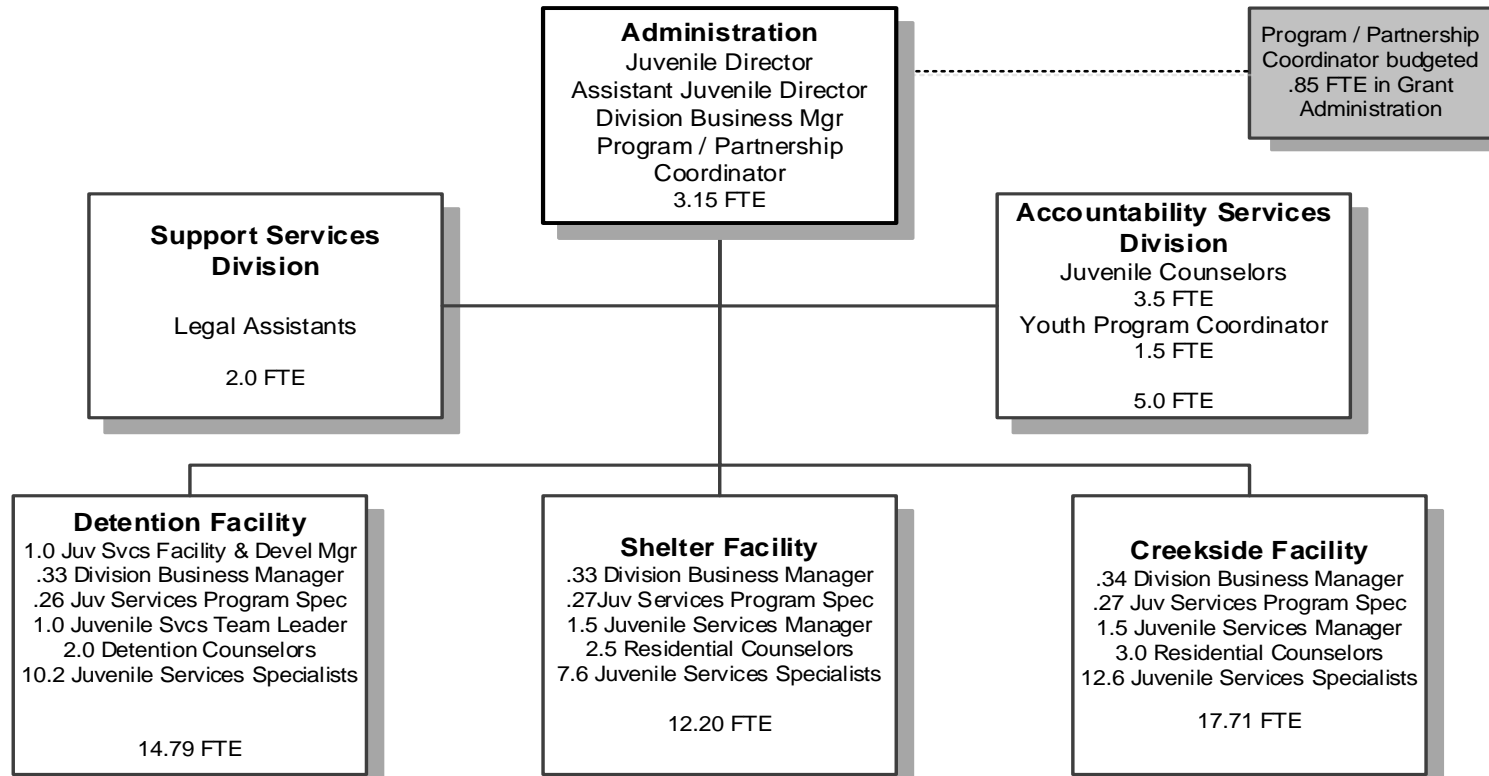 Administration
Juvenile Director
Assistant Juvenile Director
Division Business Mgr
Program / Partnership
Coordinator
3.15 FTE
Program / Partnership
Coordinator budgeted
.85 FTE in Grant
Administration
Support Services
Division
Legal Assistants
2.0 FTE
Accountability Services
Division
Juvenile Counselors
3.5 FTE
Youth Program Coordinator
1.5 FTE
5.0 FTE
Detention Facility
1.0 Juv Svcs Facility & Devel Mgr
.33 Division Business Manager
.26 Juv Services Program Spec
1.0 Juvenile Svcs Team Leader
2.0 Detention Counselors
10.2 Juvenile Services Specialists
14.79 FTE
Shelter Facility
.33 Division Business Manager
.27Juv Services Program Spec
1.5 Juvenile Services Manager
2.5 Residential Counselors
7.6 Juvenile Services Specialists
12.20 FTE
Creekside Facility
.34 Division Business Manager
.27 Juv Services Program Spec
1.5 Juvenile Services Manager
3.0 Residential Counselors
12.6 Juvenile Services Specialists
17.71 FTE